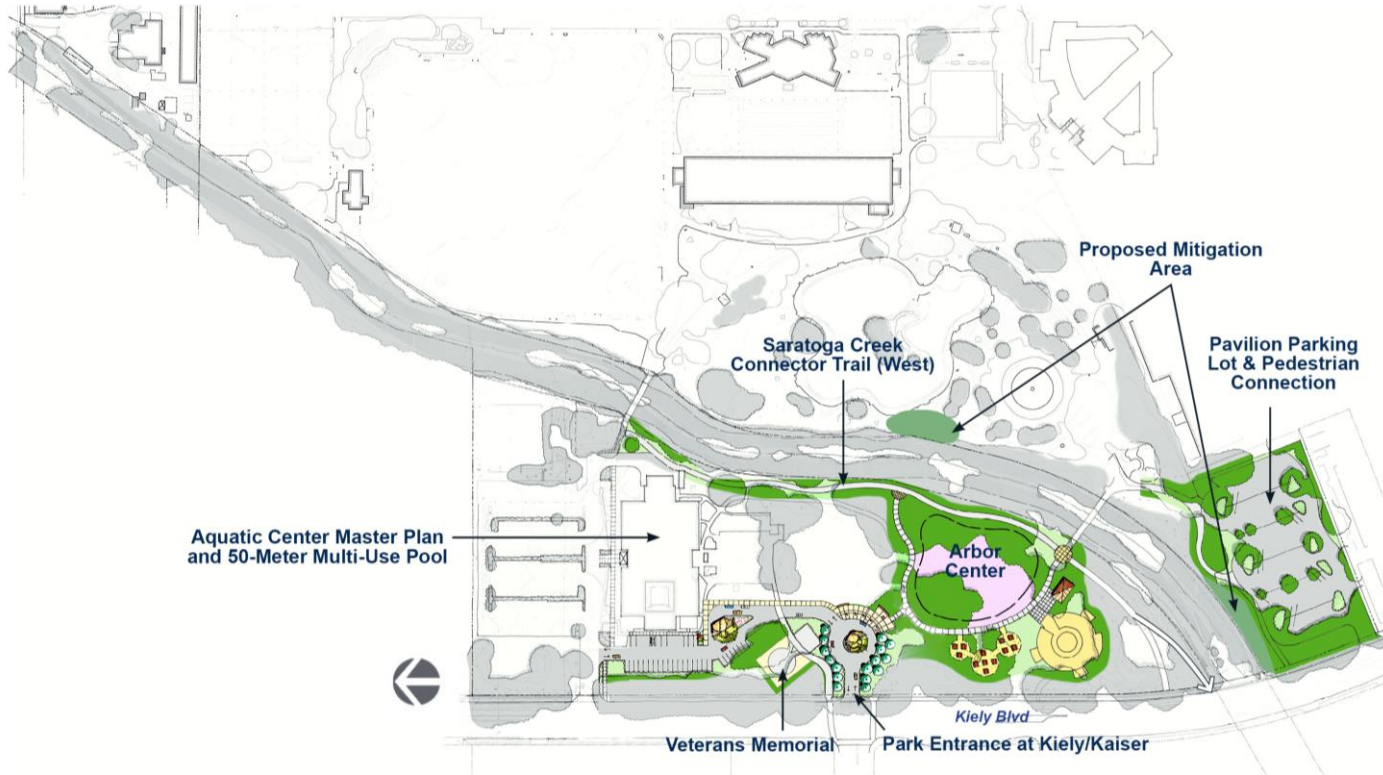 Proposed Mitigation
Area
Saratoga Creek
Connector Trail (West)
Pavilion Parking
Lot & Pedestrian
Connection
Aquatic Center Master Plan
and 50-Meter Multi-Use Pool
Arbor
Center
Kiely Blvd
Veterans Memorial
Park Entrance at Kiely/Kaiser